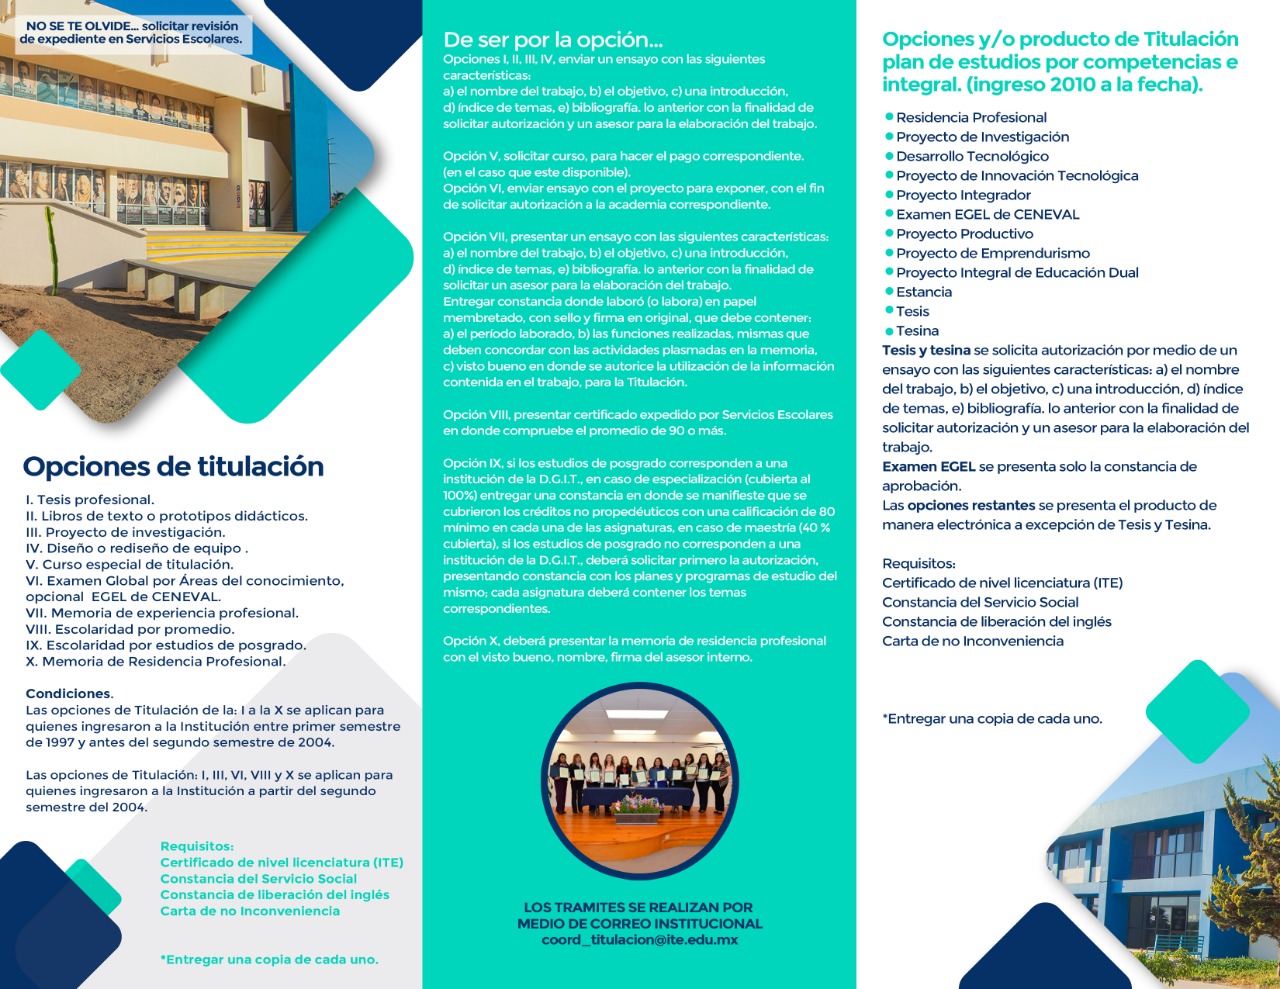 NO SE TE OLVIDE... solicitar revisión
de expediente en Servicios Escolares.
Opciones de titulación
I. Tesis profesional.
II. Libros de texto o prototipos didácticos.
III. Proyecto de investigación.
IV. Diseño o rediseño de equipo .
V. Curso especial de titulación.
VI. Examen Global por Áreas del conocimiento,
opcional EGEL de CENEVAL.
VII. Memoria de experiencia profesional.
VIII. Escolaridad por promedio.
IX. Escolaridad por estudios de posgrado.
X. Memoria de Residencia Profesional.
Condiciones.
Las opciones de Titulación de la: I a la X se aplican para
quienes ingresaron a la Institución entre primer semestre
de 1997 y antes del segundo semestre de 2004.
Las opciones de Titulación: I, III, VI, VIII y X se aplican para
quienes ingresaron a la Institución a partir del segundo
semestre del 2004.
Requisitos:
Certificado de nivel licenciatura (ITE)
Constancia del Servicio Social
Constancia de liberación del inglés
Carta de no Inconveniencia
*Entregar una copia de cada uno.
De ser por la opción...
Opciones I, II, III, IV, enviar un ensayo con las siguientes
características:
a) el nombre del trabajo, b) el objetivo, c) una introducción,
d) índice de temas, e) bibliografía. lo anterior con la finalidad de
solicitar autorización y un asesor para la elaboración del trabajo.
Opción V, solicitar curso, para hacer el pago correspondiente.
(en el caso que este disponible).
Opción VI, enviar ensayo con el proyecto para exponer, con el fin
de solicitar autorización a la academia correspondiente.
Opción VII, presentar un ensayo con las siguientes características:
a) el nombre del trabajo, b) el objetivo, c) una introducción,
d) índice de temas, e) bibliografía. lo anterior con la finalidad de
solicitar un asesor para la elaboración del trabajo.
Entregar constancia donde laboró (o labora) en papel
membretado, con sello y firma en original, que debe contener:
a) el período laborado, b) las funciones realizadas, mismas que
deben concordar con las actividades plasmadas en la memoria,
c) visto bueno en donde se autorice la utilización de la información
contenida en el trabajo, para la Titulación.
Opción VIII, presentar certificado expedido por Servicios Escolares
en donde compruebe el promedio de 90 o más.
Opción IX, si los estudios de posgrado corresponden a una
institución de la D.G.I.T., en caso de especialización (cubierta al
100%) entregar una constancia en donde se manifieste que se
cubrieron los créditos no propedéuticos con una calificación de 80
mínimo en cada una de las asignaturas, en caso de maestría (40 %
cubierta), si los estudios de posgrado no corresponden a una
institución de la D.G.I.T., deberá solicitar primero la autorización,
presentando constancia con los planes y programas de estudio del
mismo; cada asignatura deberá contener los temas
correspondientes.
Opción X, deberá presentar la memoria de residencia profesional
con el visto bueno, nombre, firma del asesor interno.
LOS TRAMITES SE REALIZAN POR
MEDIO DE CORREO INSTITUCIONAL
coord_titulacion@ite.edu.mx
Opciones y/o producto de Titulación
plan de estudios por competencias e
integral. (ingreso 2010 a la fecha).
Residencia Profesional
Proyecto de Investigación
Desarrollo Tecnológico
Proyecto de Innovación Tecnológica
Proyecto Integrador
Examen EGEL de CENEVAL
Proyecto Productivo
Proyecto de Emprendurismo
Proyecto Integral de Educación Dual
Estancia
Tesis
Tesina
Tesis y tesina se solicita autorización por medio de un
ensayo con las siguientes características: a) el nombre
del trabajo, b) el objetivo, c) una introducción, d) índice
de temas, e) bibliografía. lo anterior con la finalidad de
solicitar autorización y un asesor para la elaboración del
trabajo.
Examen EGEL se presenta solo la constancia de
aprobación.
Las opciones restantes se presenta el producto de
manera electrónica a excepción de Tesis y Tesina.
Requisitos:
Certificado de nivel licenciatura (ITE)
Constancia del Servicio Social
Constancia de liberación del inglés
Carta de no Inconveniencia
*Entregar una copia de cada uno.